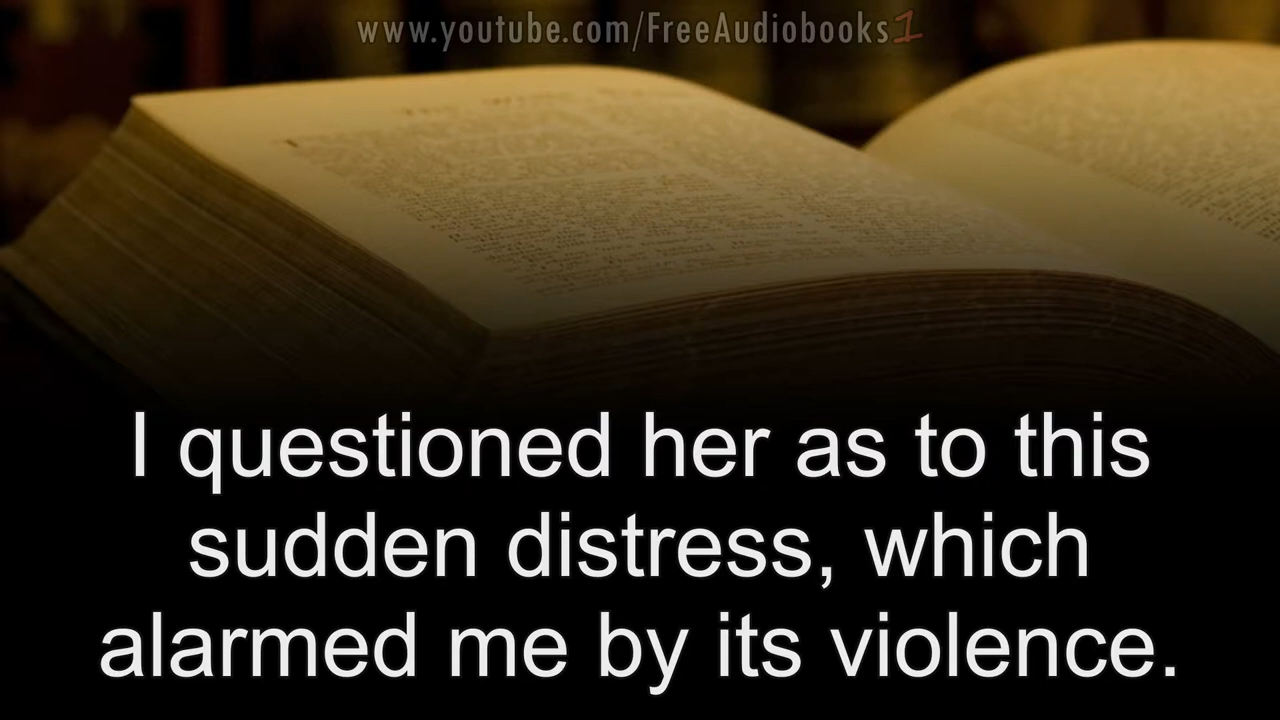 www.youtube.com/FreeAudiobooks1
I questioned her as to this
sudden distress, which
alarmed me by its violence.